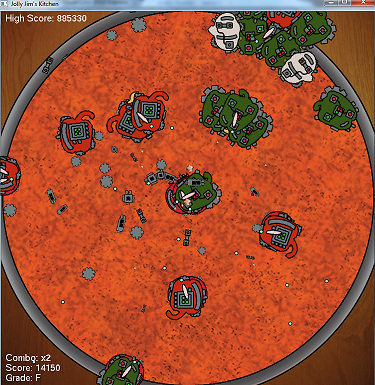 Jolly Jim's Kitchen
High Score: 885330
Combo: x2
Score: 14150
Grade: F